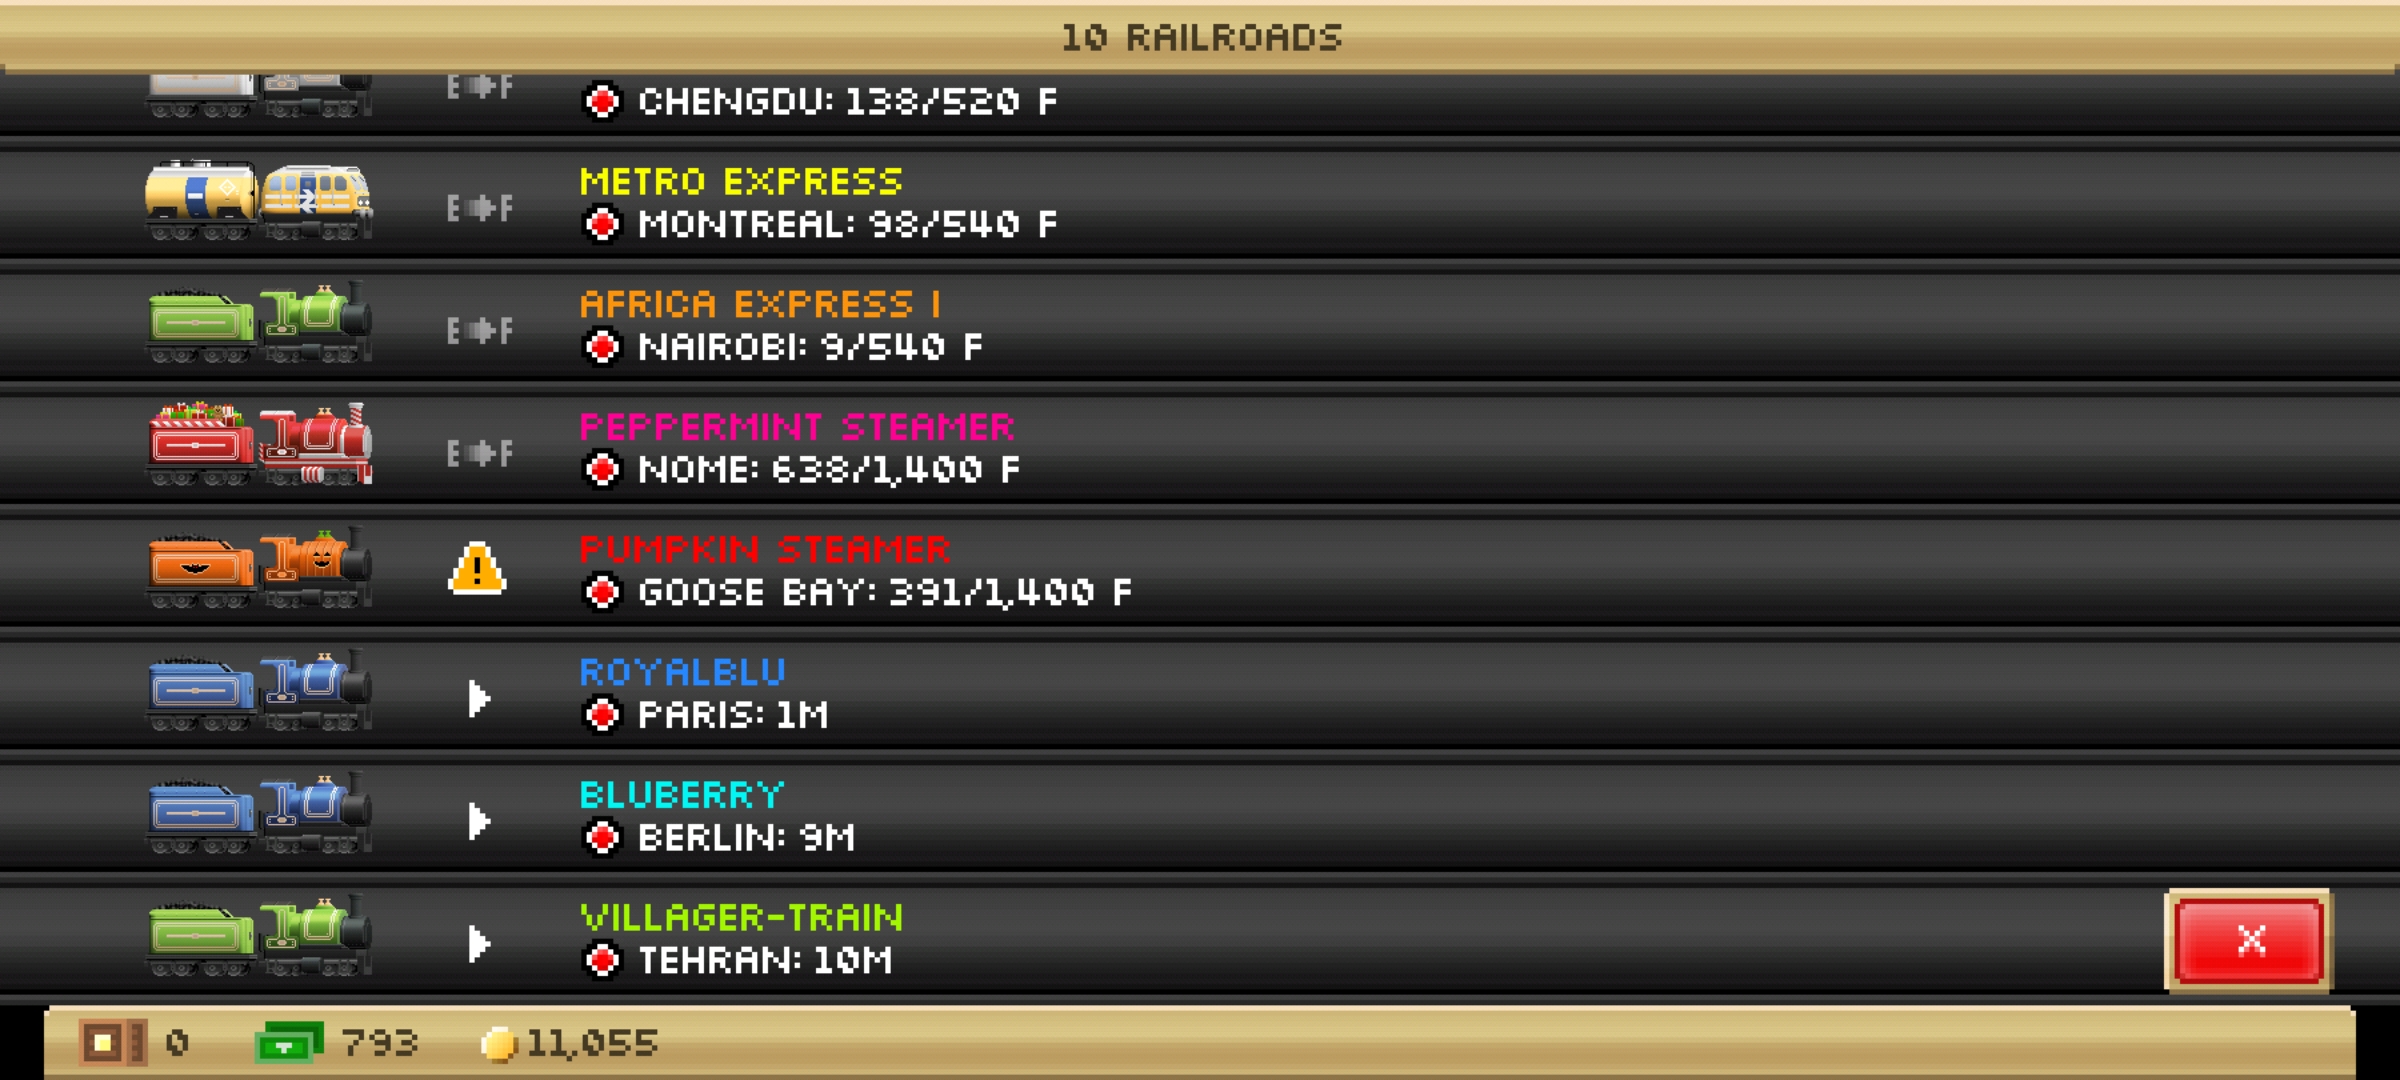 10 RAILROADS
E F
CHENGDU: 138/520 F
METRO EXPRESS
E F
MONTREAL: 98/540 F
AFRICA EXPRESS I
E F
NAIROBI: 9/540 F
PEPPERMINT STEAMER
E F
NOME: 638/1,400 F
PUMPKIN STEAMER
!
GOOSE BAY: 391/1,400 F
ROYALBLU
PARIS: 1M
BLUBERRY
BERLIN: 9M
VILLAGER-TRAIN
TEHRAN: 10M
X
0 793 11,055